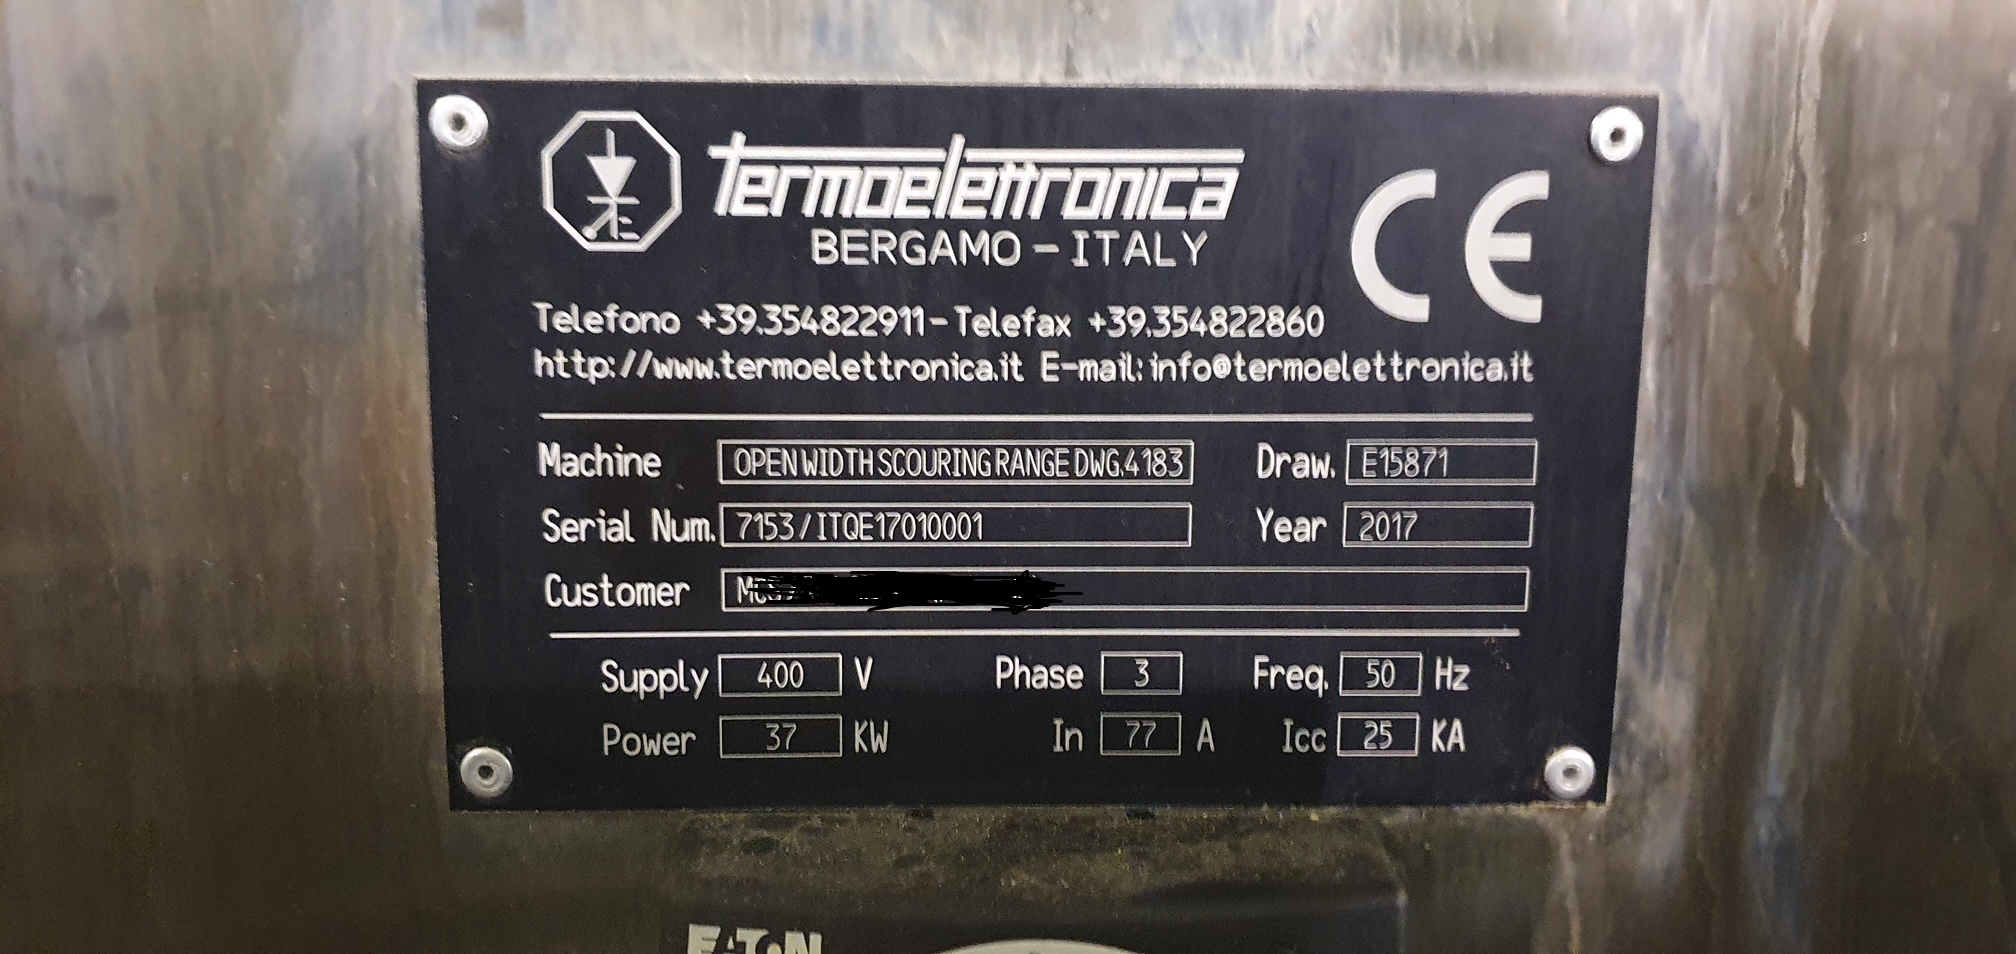 termoelettronica
BERGAMO - ITALY
CE
Telefono +39.354822911 - Telefax +39.354822860
http://www.termoelettronica.it E-mail: info@termoelettronica.it
Machine OPEN WIDTH SCOURING RANGE DWG.4183 Draw. E15871
Serial Num. 7153/ITQE17010001 Year 2017
Customer
Supply 400 V Phase 3 Freq. 50 Hz
Power 37 KW In 77 A Icc 25 KA
EATON